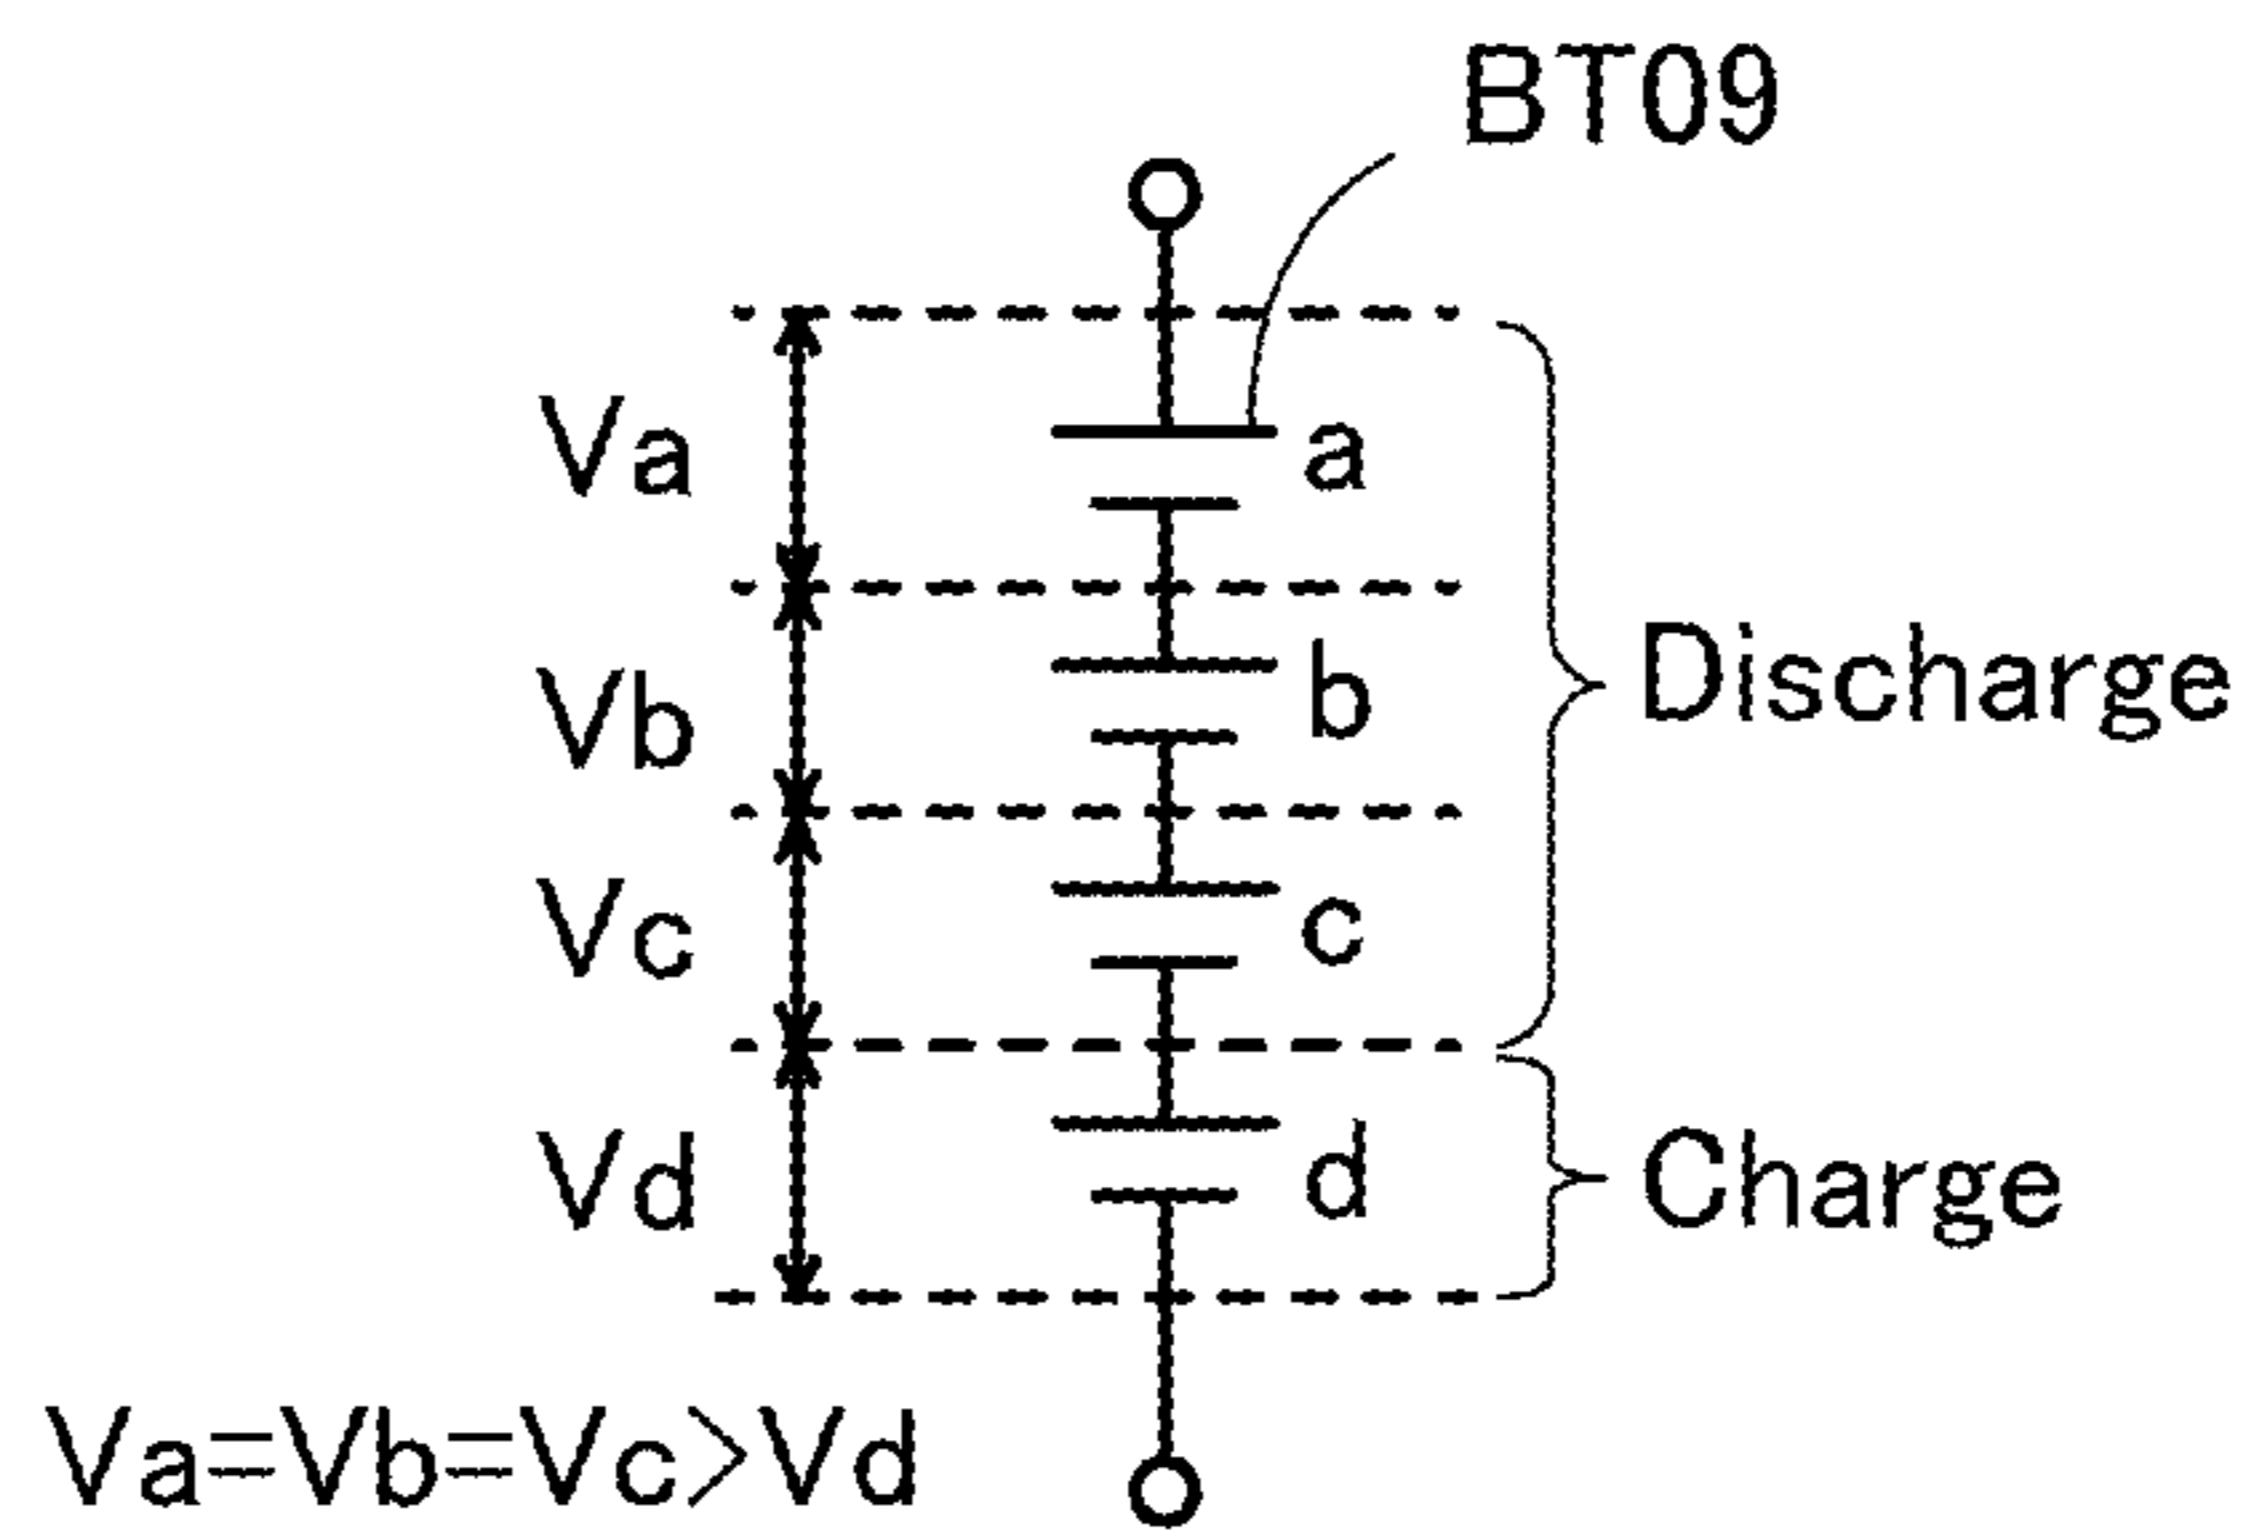 BT09
Va
a
Vb
b
Discharge
Vc
c
Vd
d
Charge
Va=Vb=Vc>Vd